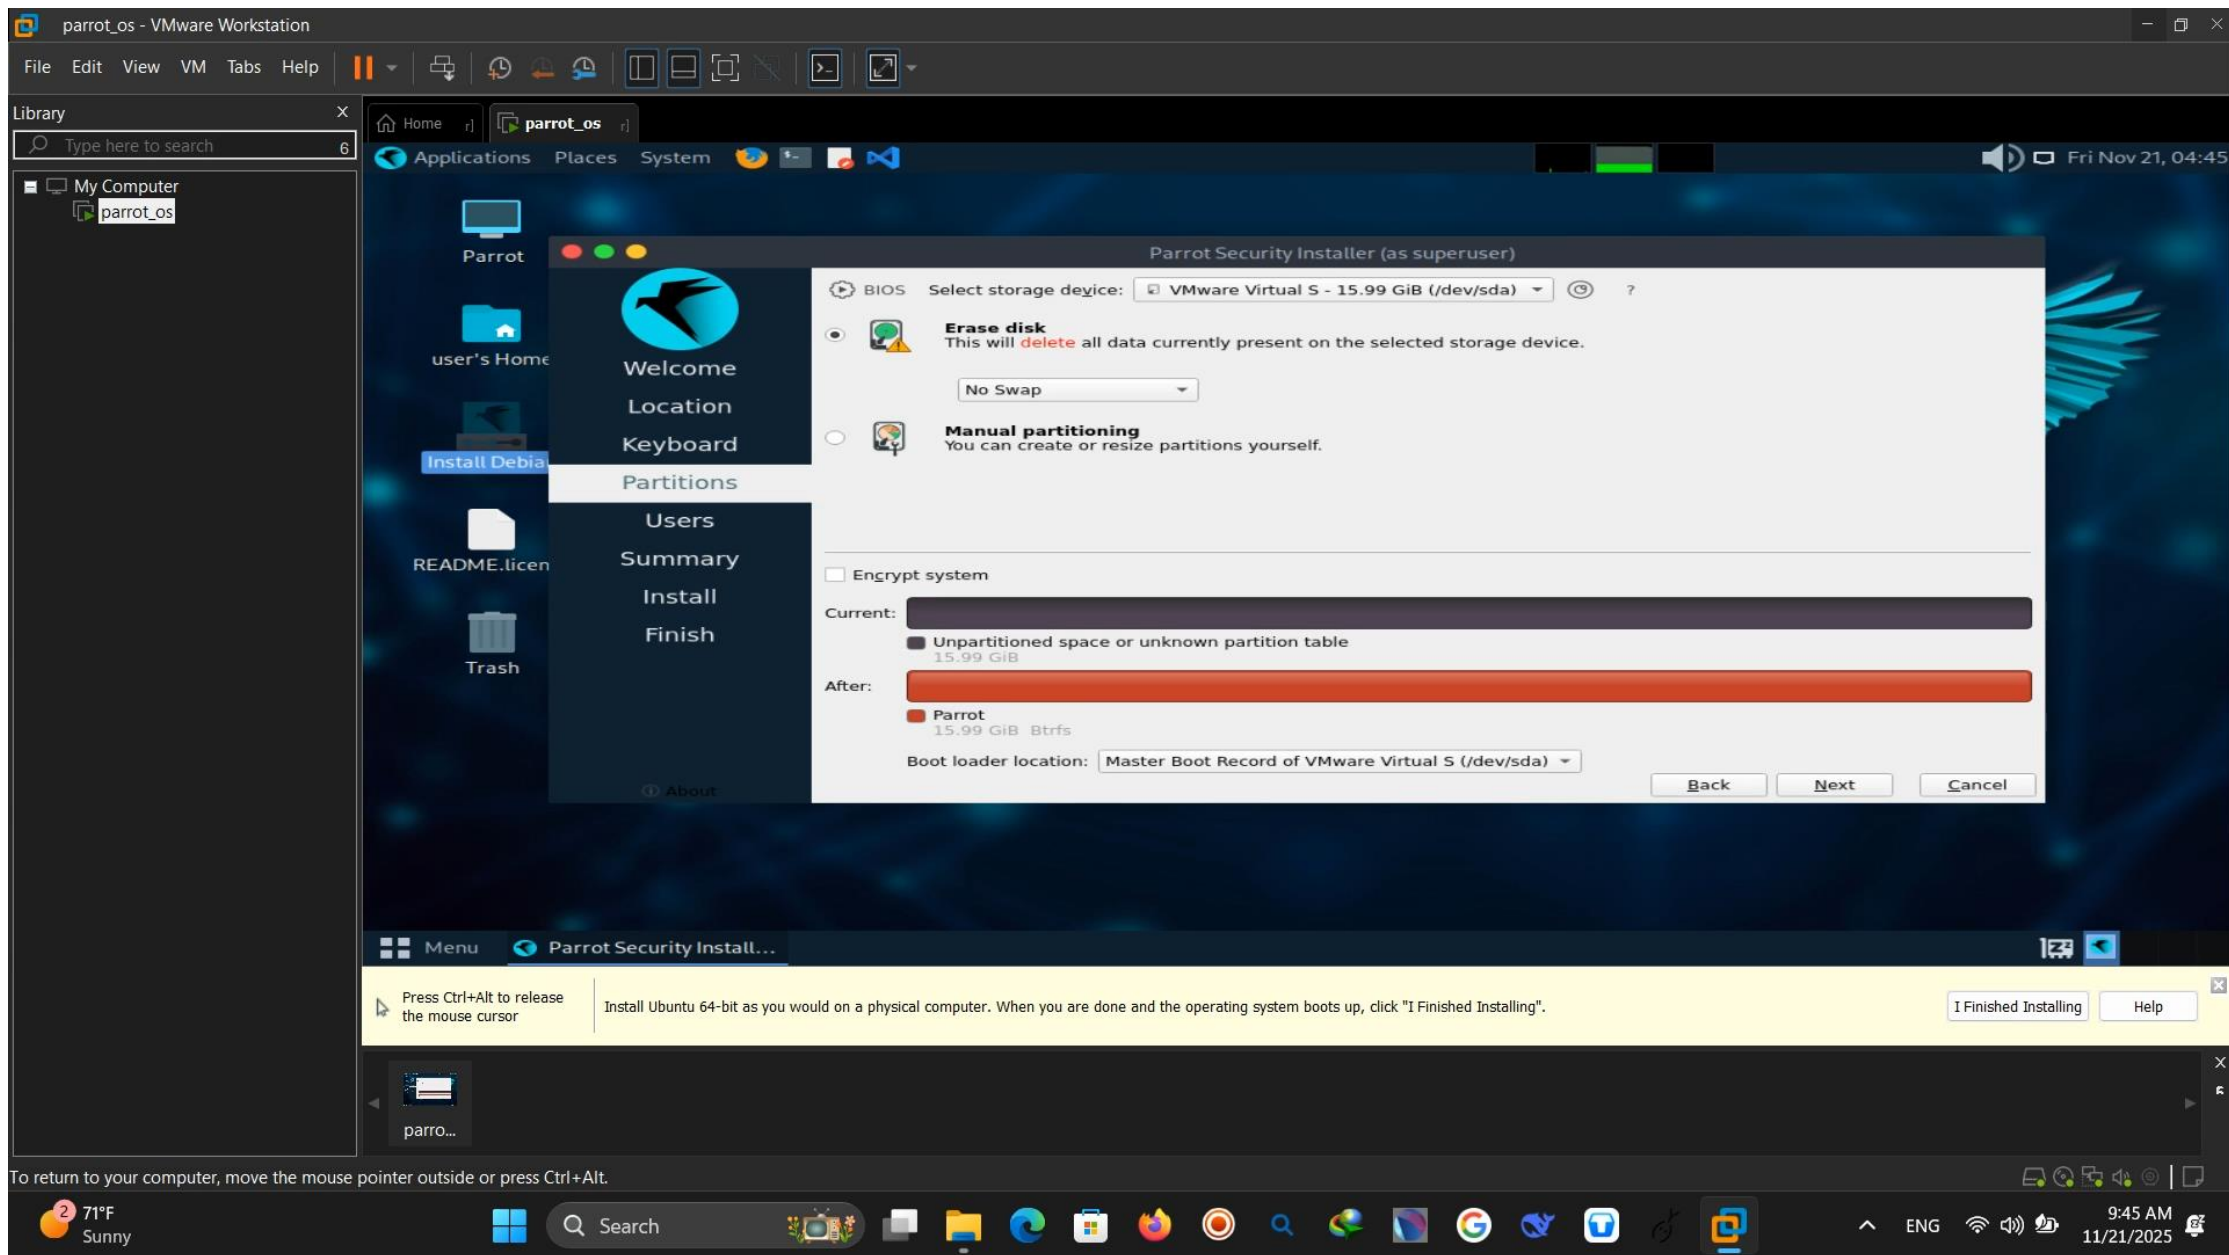 parrot_os - VMware Workstation
File Edit View VM Tabs Help
Library
Type here to search
My Computer
parrot_os
Home
parrot_os
Applications Places System
Fri Nov 21, 04:45
Parrot
user's Home
Install Debia
README.licen
Trash
Parrot Security Installer (as superuser)
Welcome
Location
Keyboard
Partitions
Users
Summary
Install
Finish
About
BIOS Select storage device: VMware Virtual S - 15.99 GiB (/dev/sda) ?
Erase disk
This will delete all data currently present on the selected storage device.
No Swap
Manual partitioning
You can create or resize partitions yourself.
Encrypt system
Current:
Unpartitioned space or unknown partition table
15.99 GiB
After:
Parrot
15.99 GiB Btrfs
Boot loader location: Master Boot Record of VMware Virtual S (/dev/sda)
Back Next Cancel
Menu Parrot Security Install...
Press Ctrl+Alt to release
the mouse cursor
Install Ubuntu 64-bit as you would on a physical computer. When you are done and the operating system boots up, click "I Finished Installing".
I Finished Installing Help
parro...
To return to your computer, move the mouse pointer outside or press Ctrl+Alt.
2
71°F
Sunny
Search
ENG
9:45 AM
11/21/2025